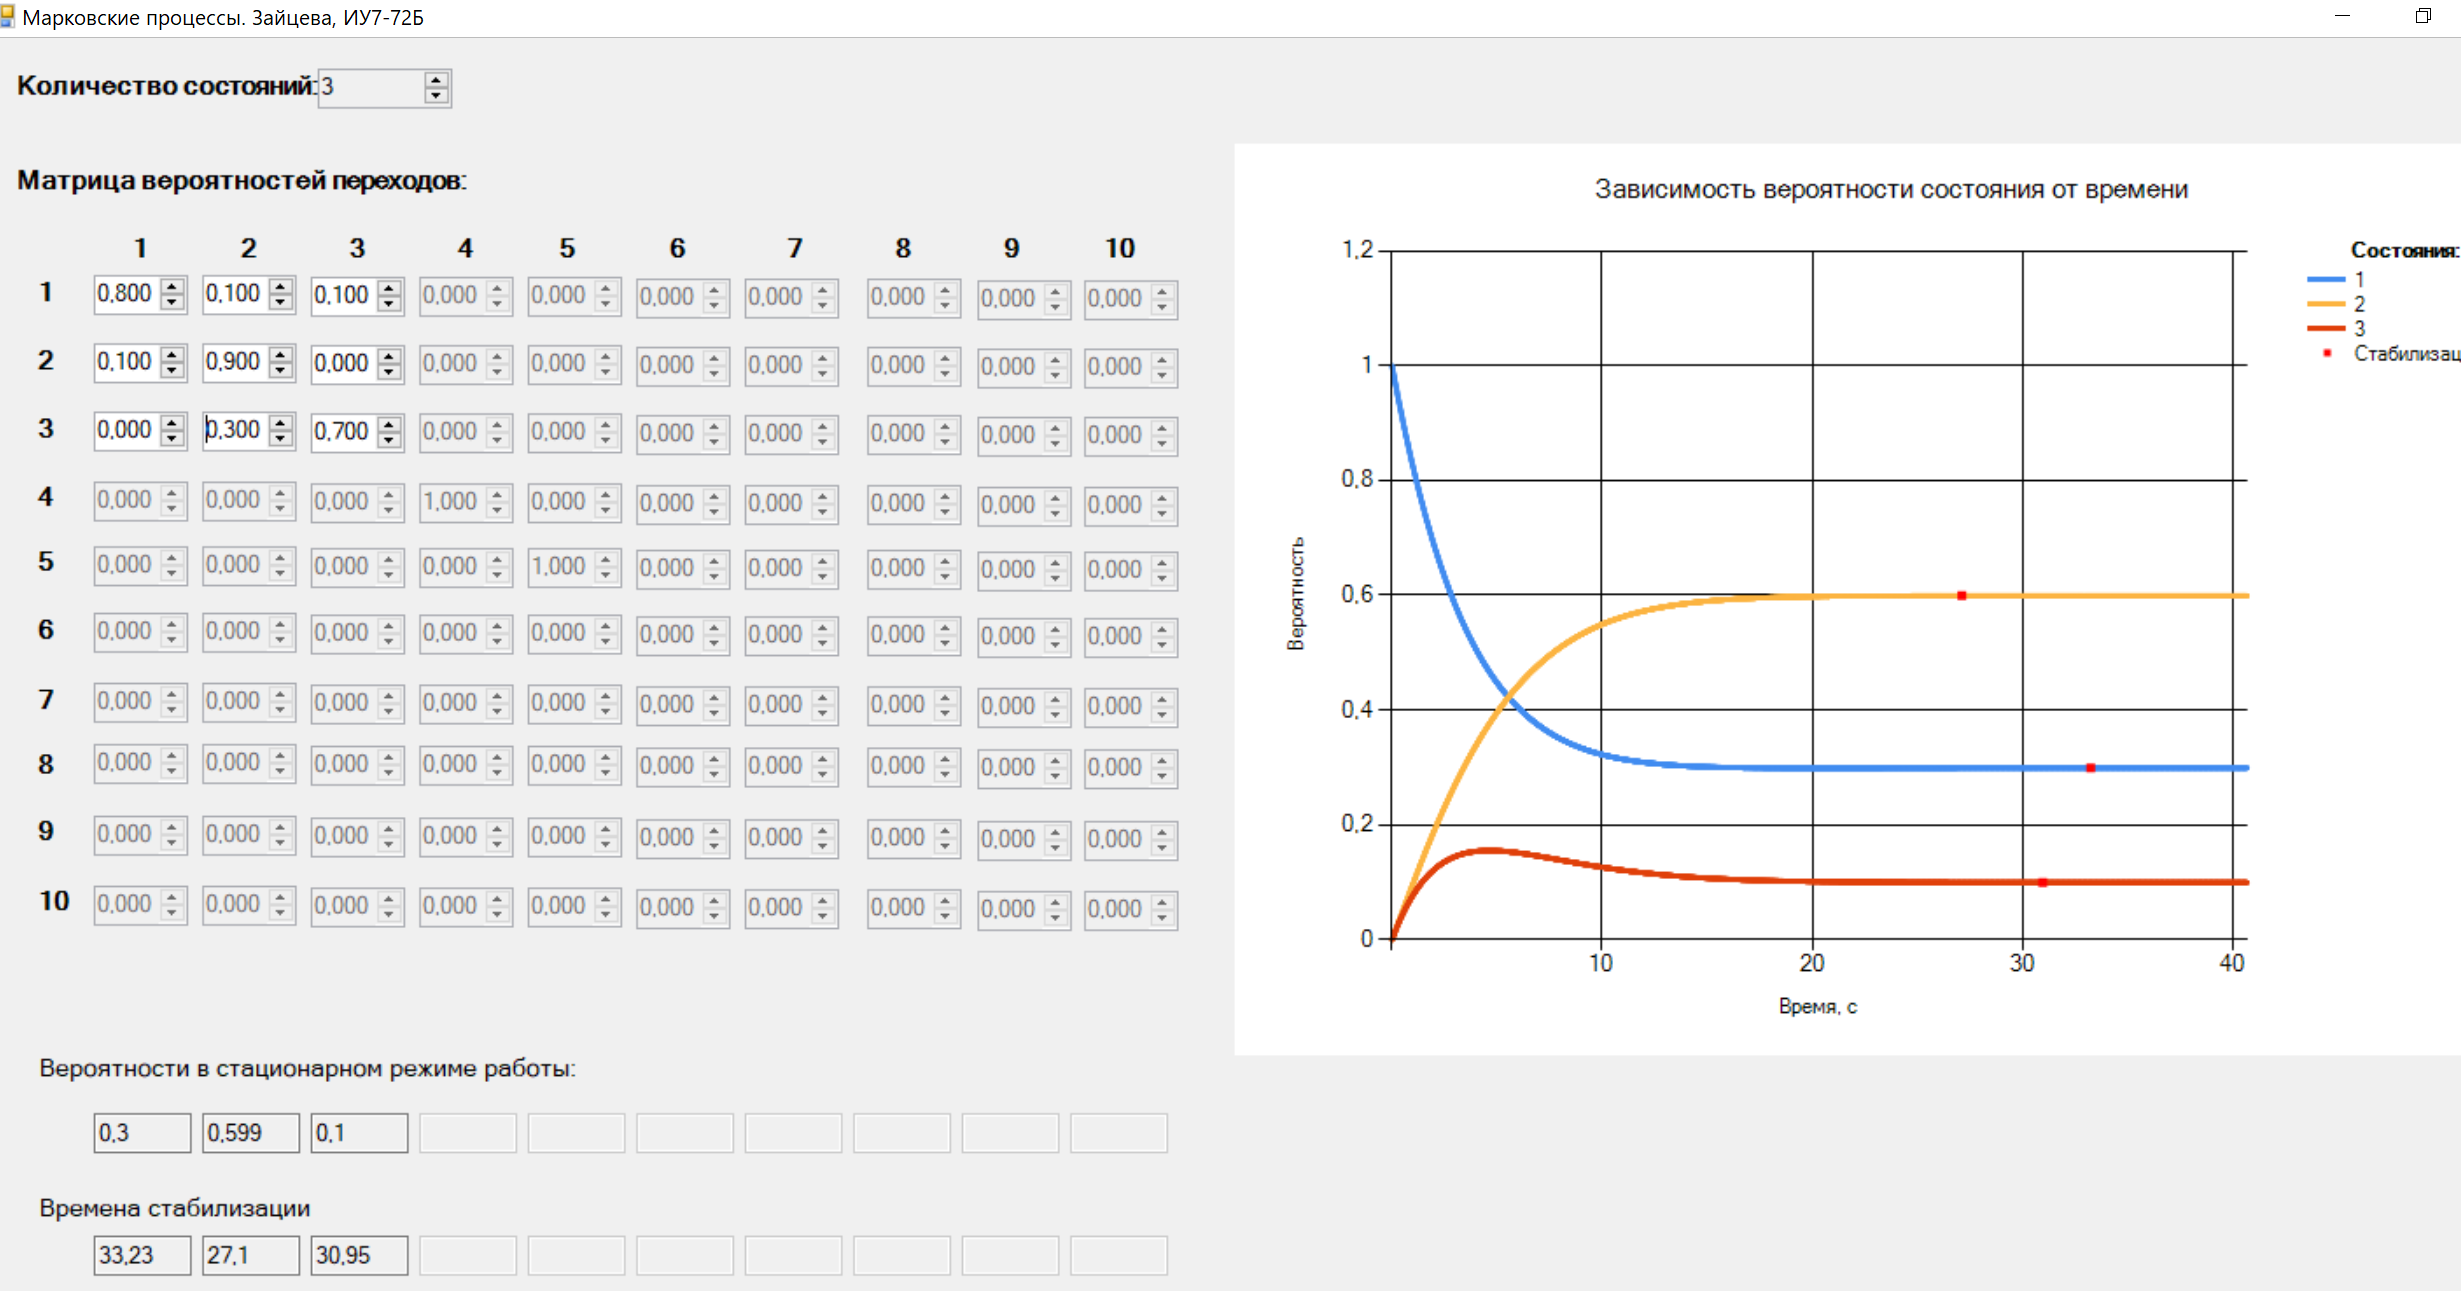 Марковские процессы. Зайцева, ИУ7-72Б
Количество состояний: 3
Матрица вероятностей переходов:
1 2 3 4 5 6 7 8 9 10
1 0,800 0,100 0,100 0,000 0,000 0,000 0,000 0,000 0,000 0,000
2 0,100 0,900 0,000 0,000 0,000 0,000 0,000 0,000 0,000 0,000
3 0,000 0,300 0,700 0,000 0,000 0,000 0,000 0,000 0,000 0,000
4 0,000 0,000 0,000 1,000 0,000 0,000 0,000 0,000 0,000 0,000
5 0,000 0,000 0,000 0,000 1,000 0,000 0,000 0,000 0,000 0,000
6 0,000 0,000 0,000 0,000 0,000 0,000 0,000 0,000 0,000 0,000
7 0,000 0,000 0,000 0,000 0,000 0,000 0,000 0,000 0,000 0,000
8 0,000 0,000 0,000 0,000 0,000 0,000 0,000 0,000 0,000 0,000
9 0,000 0,000 0,000 0,000 0,000 0,000 0,000 0,000 0,000 0,000
10 0,000 0,000 0,000 0,000 0,000 0,000 0,000 0,000 0,000 0,000
Вероятности в стационарном режиме работы:
0,3 0,599 0,1
Времена стабилизации
33,23 27,1 30,95
Зависимость вероятности состояния от времени
1,2
1
0,8
0,6
0,4
0,2
0
Вероятность
10 20 30 40
Время, с
Состояния:
1
2
3
Стабилизац